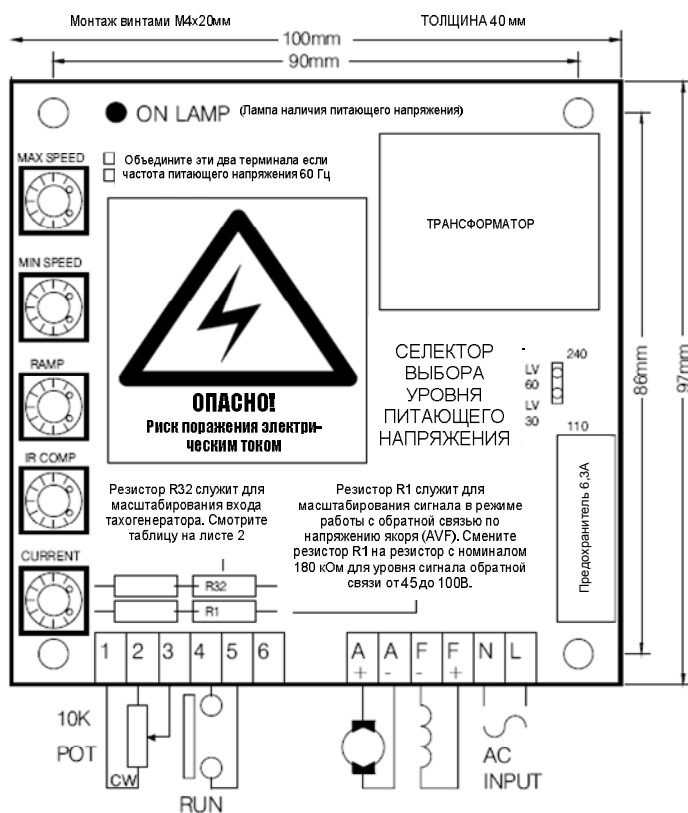 Монтаж винтами М4х20мм
ТОЛЩИНА 40 мм
100mm
90mm
ON LAMP (Лампа наличия питающего напряжения)
MAX SPEED
Объедините эти два терминала если
частота питающего напряжения 60 Гц
ТРАНСФОРМАТОР
MIN SPEED
RAMP
IR COMP
CURRENT
ОПАСНО!
Риск поражения электри-
ческим током
СЕЛЕКТОР
ВЫБОРА
УРОВНЯ
ПИТАЮЩЕГО
НАПРЯЖЕНИЯ
240
LV
60
LV
30
110
86mm
97mm
Предохранитель 6,3А
Резистор R32 служит для
масштабирования входа
тахогенератора. Смотрите
таблицу на листе 2
Резистор R1 служит для
масштабирования сигнала в режиме
работы с обратной связью по
напряжению якоря (AVF). Смените
резистор R1 на резистор с номиналом
180 кОм для уровня сигнала обратной
связи от 45 до 100В.
R32
R1
1 2 3 4 5 6
A A F F N L
+ - - +
10K
POT
CW
RUN
AC
INPUT